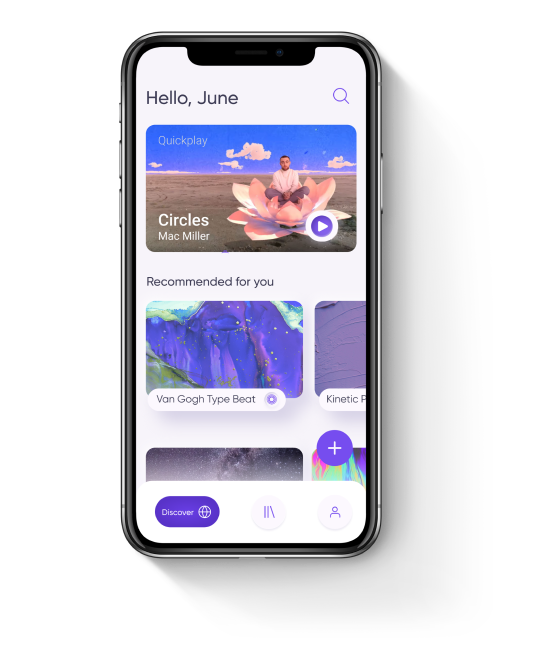 Hello, June
Quickplay
Circles
Mac Miller
Recommended for you
Van Gogh Type Beat
Kinetic
Discover